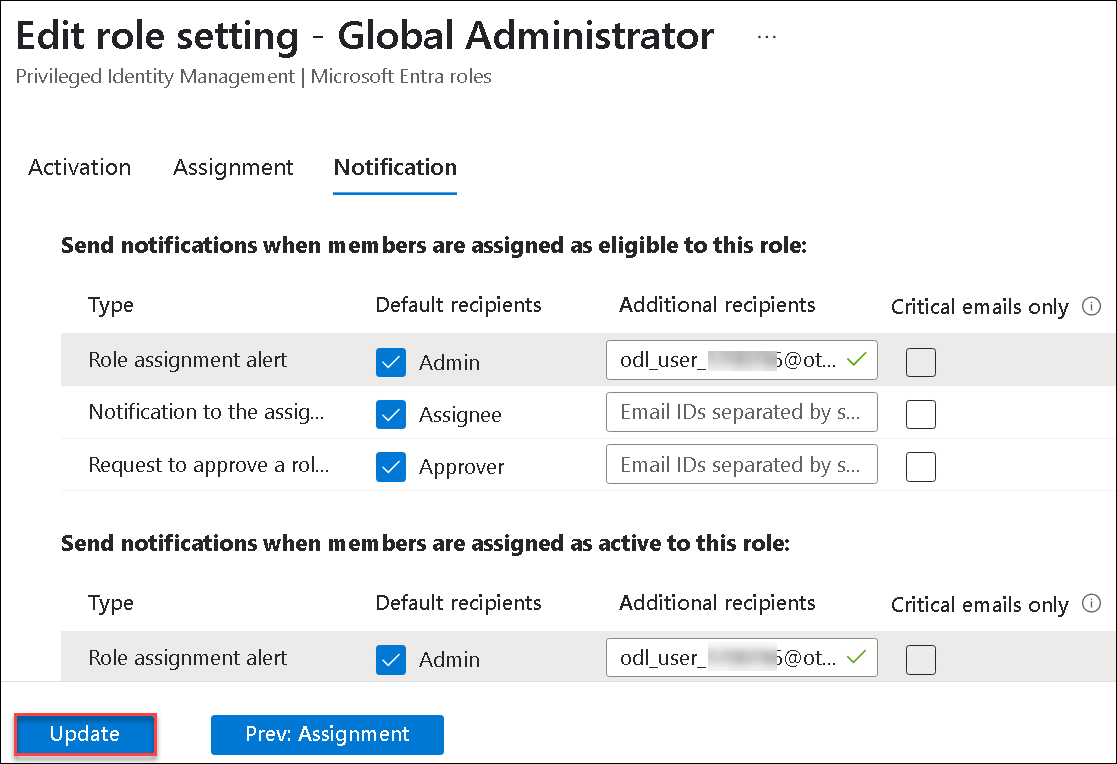 Edit role setting - Global Administrator ...
Privileged Identity Management | Microsoft Entra roles
Activation Assignment Notification
Send notifications when members are assigned as eligible to this role:
Type Default recipients Additional recipients Critical emails only
Role assignment alert Admin odl_user_ 5@ot...
Notification to the assig... Assignee Email IDs separated by s...
Request to approve a rol... Approver Email IDs separated by s...
Send notifications when members are assigned as active to this role:
Type Default recipients Additional recipients Critical emails only
Role assignment alert Admin odl_user_ 5@ot...
Update Prev: Assignment